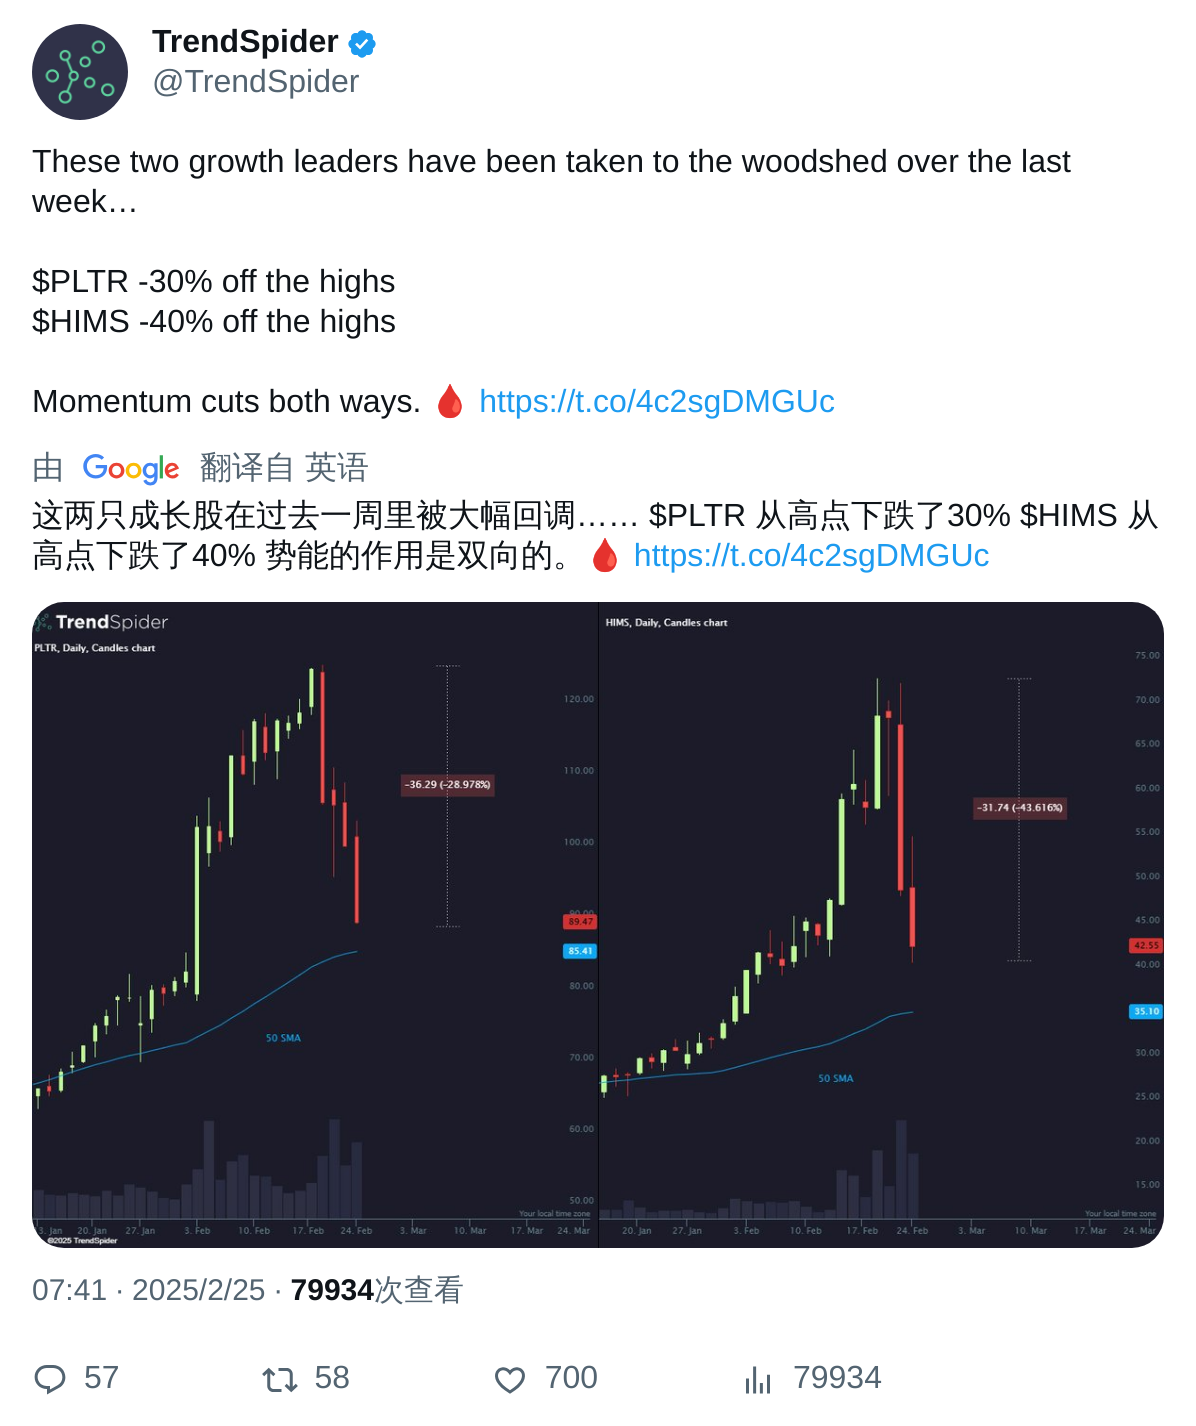 TrendSpider
@TrendSpider
These two growth leaders have been taken to the woodshed over the last
week…
$PLTR -30% off the highs
$HIMS -40% off the highs
Momentum cuts both ways. 🩸 https://t.co/4c2sgDMGUc
由 Google 翻译自 英语
这两只成长股在过去一周里被大幅回调…… $PLTR 从高点下跌了30% $HIMS 从
高点下跌了40% 势能的作用是双向的。🩸 https://t.co/4c2sgDMGUc
TrendSpider
PLTR, Daily, Candles chart
120.00
110.00
-36.29 (-28.978%)
100.00
90.00
89.47
85.41
80.00
50 SMA
70.00
60.00
50.00
Your local time zone
3. Jan 20. Jan 27. Jan 3. Feb 10. Feb 17. Feb 24. Feb 3. Mar 10. Mar 17. Mar 24. Mar
©2025 TrendSpider
HIMS, Daily, Candles chart
75.00
70.00
65.00
60.00
-31.74 (-43.616%)
55.00
50.00
45.00
42.55
40.00
35.10
30.00
50 SMA
25.00
20.00
15.00
Your local time zone
20. Jan 27. Jan 3. Feb 10. Feb 17. Feb 24. Feb 3. Mar 10. Mar 17. Mar 24. Mar
07:41 · 2025/2/25 · 79934次查看
57 58 700 79934